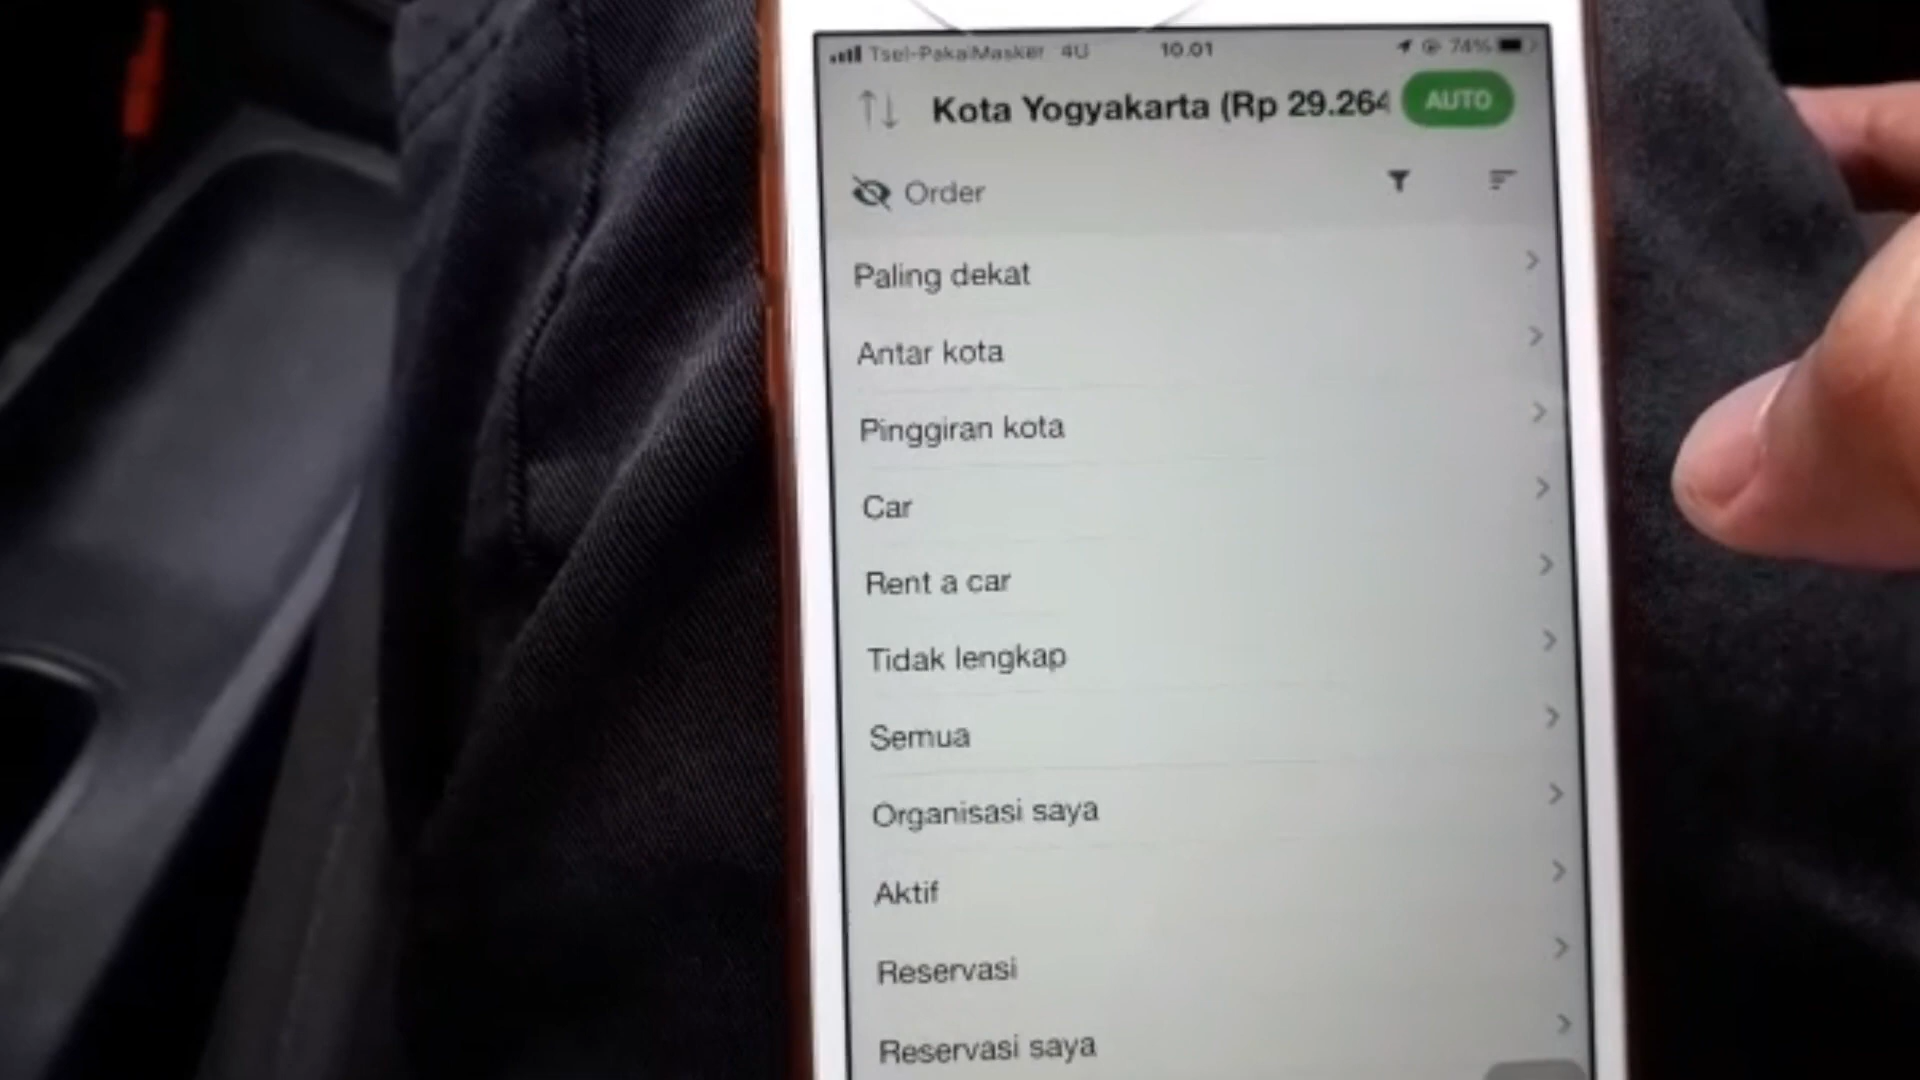 Tsel-PakaiMasker 4G 10.01 74%
Kota Yogyakarta (Rp 29.264
AUTO
Order
Paling dekat
Antar kota
Pinggiran kota
Car
Rent a car
Tidak lengkap
Semua
Organisasi saya
Aktif
Reservasi
Reservasi saya